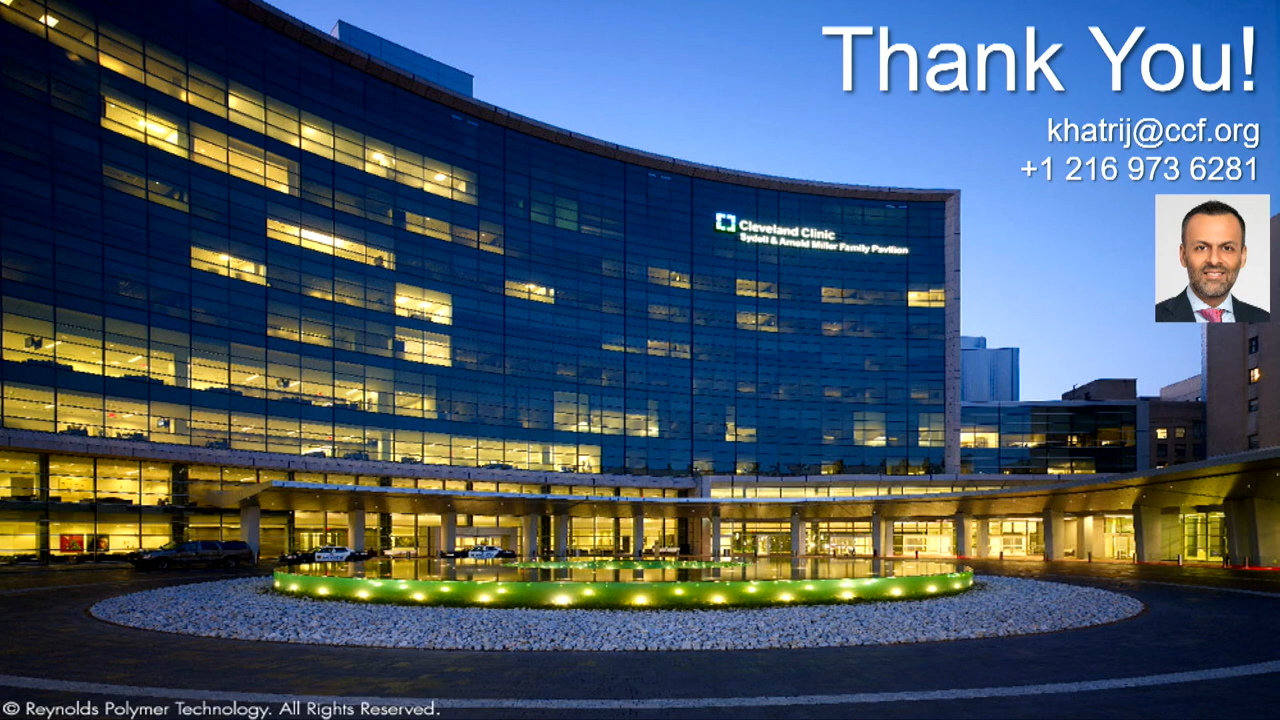 Thank You!
khatrij@ccf.org
+1 216 973 6281
Cleveland Clinic
Sydell & Arnold Miller Family Pavilion
© Reynolds Polymer Technology. All Rights Reserved.